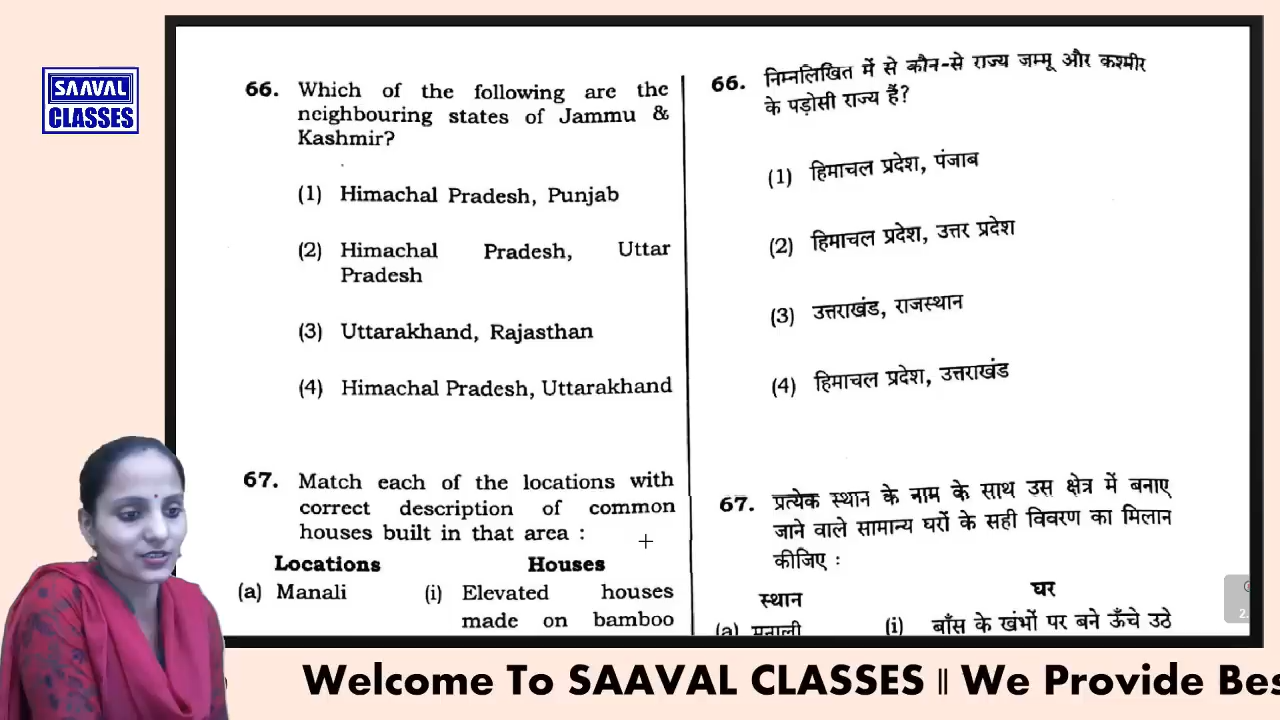 SAAVAL
CLASSES
66. Which of the following are the
neighbouring states of Jammu &
Kashmir?
(1) Himachal Pradesh, Punjab
(2) Himachal Pradesh, Uttar
Pradesh
(3) Uttarakhand, Rajasthan
(4) Himachal Pradesh, Uttarakhand
67. Match each of the locations with
correct description of common
houses built in that area :
Locations Houses
(a) Manali (i) Elevated houses
made on bamboo
66. निम्नलिखित में से कौन-से राज्य जम्मू और कश्मीर
के पड़ोसी राज्य हैं?
(1) हिमाचल प्रदेश, पंजाब
(2) हिमाचल प्रदेश, उत्तर प्रदेश
(3) उत्तराखंड, राजस्थान
(4) हिमाचल प्रदेश, उत्तराखंड
67. प्रत्येक स्थान के नाम के साथ उस क्षेत्र में बनाए
जाने वाले सामान्य घरों के सही विवरण का मिलान
कीजिए :
स्थान घर
(a) मनाली (i) बाँस के खंभों पर बने ऊँचे उठे
Welcome To SAAVAL CLASSES || We Provide Bes